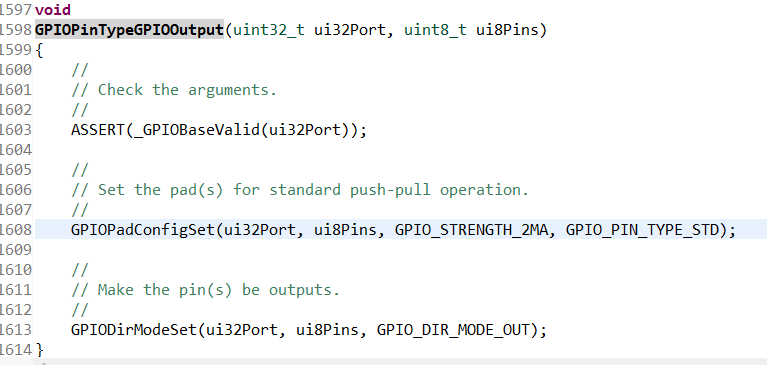 1597 void
1598 GPIOPinTypeGPIOOutput(uint32_t ui32Port, uint8_t ui8Pins)
1599 {
1600     //
1601     // Check the arguments.
1602     //
1603     ASSERT(_GPIOBaseValid(ui32Port));
1604
1605     //
1606     // Set the pad(s) for standard push-pull operation.
1607     //
1608     GPIOPadConfigSet(ui32Port, ui8Pins, GPIO_STRENGTH_2MA, GPIO_PIN_TYPE_STD);
1609
1610     //
1611     // Make the pin(s) be outputs.
1612     //
1613     GPIODirModeSet(ui32Port, ui8Pins, GPIO_DIR_MODE_OUT);
1614 }